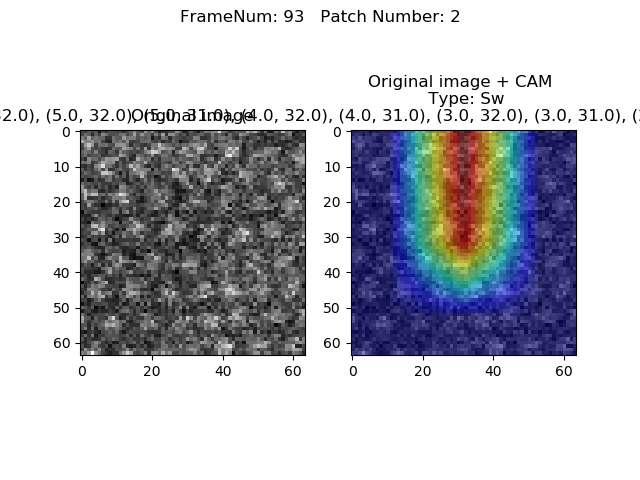 FrameNum: 93 Patch Number: 2
Original image + CAM
Type: Sw
32.0), (5.0, 32.0), (5.0, 31.0), (4.0, 32.0), (4.0, 31.0), (3.0, 32.0), (3.0, 31.0), (
Original image
0
10
20
30
40
50
60
0 20 40 60
0
10
20
30
40
50
60
0 20 40 60